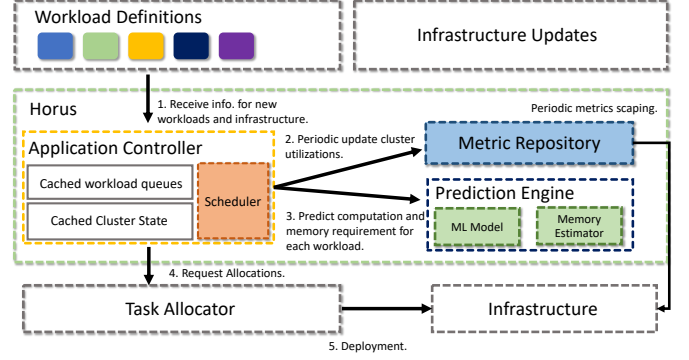 Workload Definitions
Infrastructure Updates
1. Receive info. for new
workloads and infrastructure.
Horus
Periodic metrics scaping.
Application Controller
Cached workload queues
Cached Cluster State
Scheduler
2. Periodic update cluster
utilizations.
Metric Repository
3. Predict computation and
memory requirement for
each workload.
Prediction Engine
ML Model
Memory
Estimator
4. Request Allocations.
Task Allocator
Infrastructure
5. Deployment.